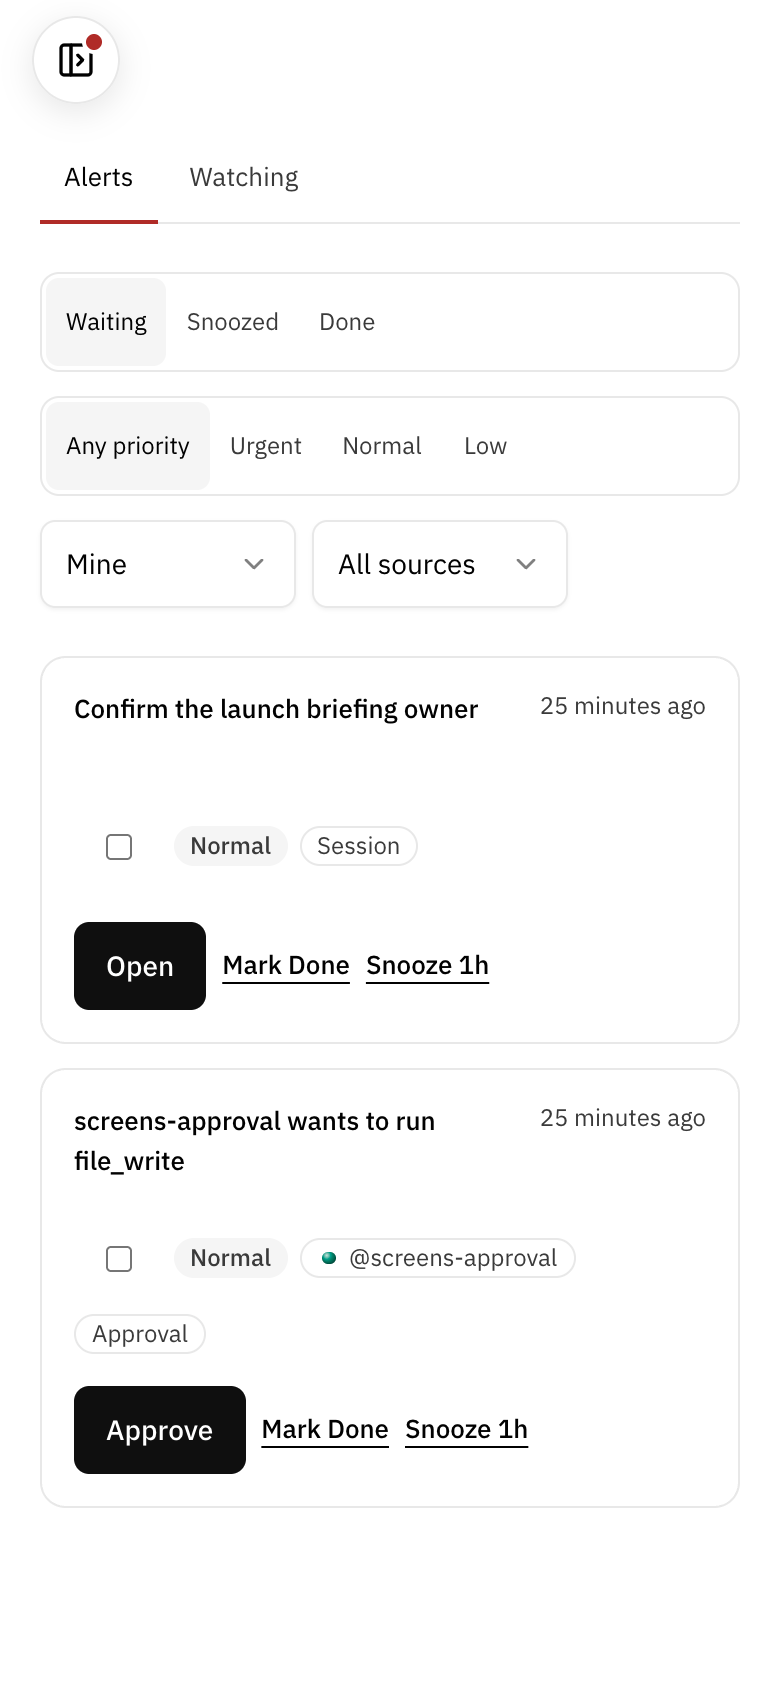 Alerts Watching
Waiting Snoozed Done
Any priority Urgent Normal Low
Mine All sources
Confirm the launch briefing owner 25 minutes ago
Normal Session
Open Mark Done Snooze 1h
screens-approval wants to run 25 minutes ago
file_write
Normal @screens-approval
Approval
Approve Mark Done Snooze 1h